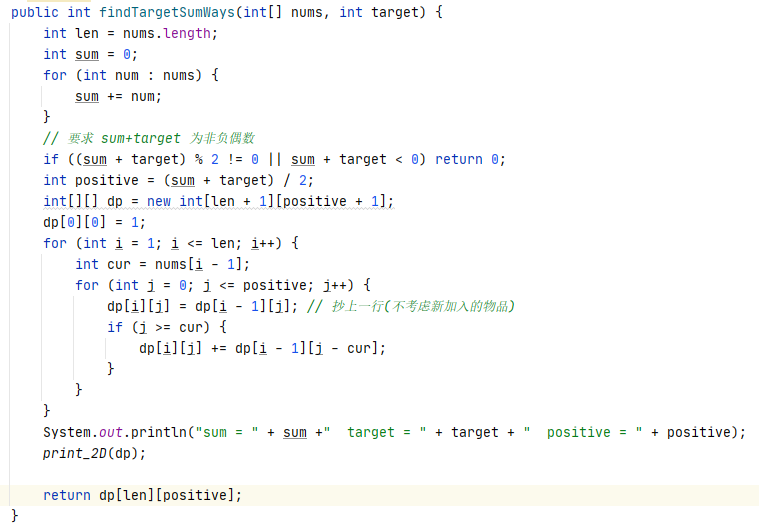 public int findTargetSumWays(int[] nums, int target) {
    int len = nums.length;
    int sum = 0;
    for (int num : nums) {
        sum += num;
    }
    // 要求 sum+target 为非负偶数
    if ((sum + target) % 2 != 0 || sum + target < 0) return 0;
    int positive = (sum + target) / 2;
    int[][] dp = new int[len + 1][positive + 1];
    dp[0][0] = 1;
    for (int i = 1; i <= len; i++) {
        int cur = nums[i - 1];
        for (int j = 0; j <= positive; j++) {
            dp[i][j] = dp[i - 1][j]; // 抄上一行(不考虑新加入的物品)
            if (j >= cur) {
                dp[i][j] += dp[i - 1][j - cur];
            }
        }
    }
    System.out.println("sum = " + sum +"  target = " + target + "  positive = " + positive);
    print_2D(dp);
    return dp[len][positive];
}